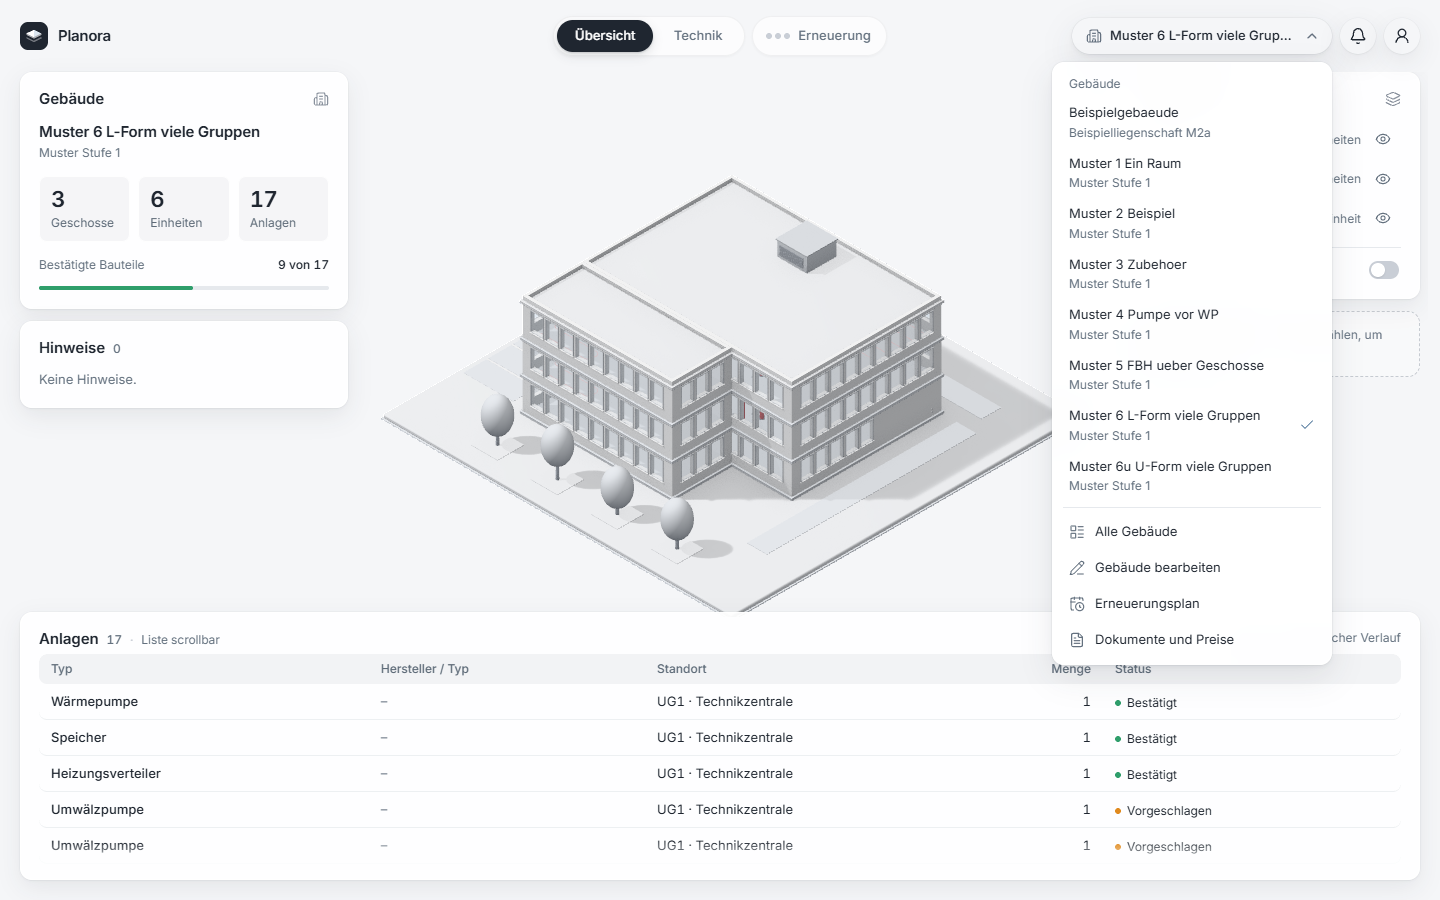 Planora
Übersicht
Technik
Erneuerung
Muster 6 L-Form viele Grup...
Gebäude
Muster 6 L-Form viele Gruppen
Muster Stufe 1
3
Geschosse
6
Einheiten
17
Anlagen
Bestätigte Bauteile
9 von 17
Hinweise 0
Keine Hinweise.
Gebäude
Beispielgebaeude
Beispielliegenschaft M2a
Muster 1 Ein Raum
Muster Stufe 1
Muster 2 Beispiel
Muster Stufe 1
Muster 3 Zubehoer
Muster Stufe 1
Muster 4 Pumpe vor WP
Muster Stufe 1
Muster 5 FBH ueber Geschosse
Muster Stufe 1
Muster 6 L-Form viele Gruppen
Muster Stufe 1
Muster 6u U-Form viele Gruppen
Muster Stufe 1
Alle Gebäude
Gebäude bearbeiten
Erneuerungsplan
Dokumente und Preise
eiten
eiten
nheit
hlen, um
Anlagen 17 · Liste scrollbar
cher Verlauf
Typ Hersteller / Typ Standort Menge Status
Wärmepumpe – UG1 · Technikzentrale 1 Bestätigt
Speicher – UG1 · Technikzentrale 1 Bestätigt
Heizungsverteiler – UG1 · Technikzentrale 1 Bestätigt
Umwälzpumpe – UG1 · Technikzentrale 1 Vorgeschlagen
Umwälzpumpe – UG1 · Technikzentrale 1 Vorgeschlagen